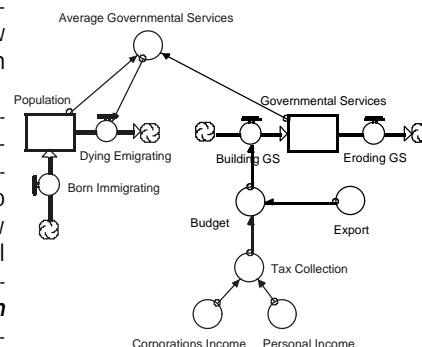 Average Governmental Services
Population
Governmental Services
Dying Emigrating
Building GS
Eroding GS
Born Immigrating
Budget
Export
Tax Collection
Corporations Income
Personal Income